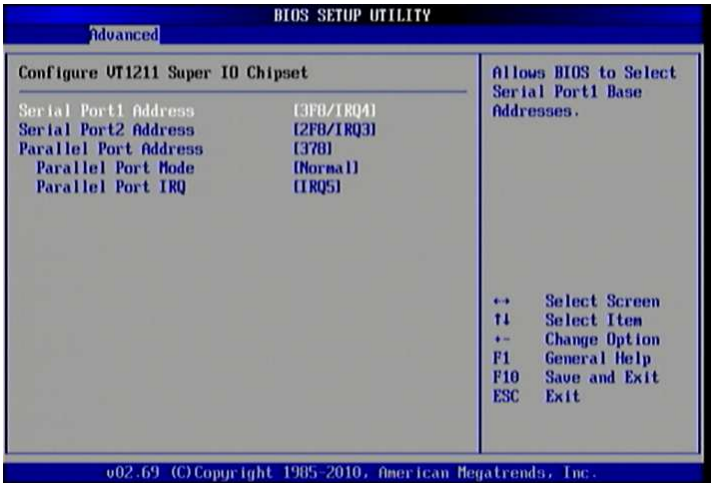 BIOS SETUP UTILITY
Advanced
Configure VT1211 Super IO Chipset
Serial Port1 Address [3F8/IRQ4]
Serial Port2 Address [2F8/IRQ3]
Parallel Port Address [378]
Parallel Port Mode [Normal]
Parallel Port IRQ [IRQ5]
Allows BIOS to Select
Serial Port1 Base
Addresses.
↔ Select Screen
↑↓ Select Item
+- Change Option
F1 General Help
F10 Save and Exit
ESC Exit
v02.69 (C)Copyright 1985-2010, American Megatrends, Inc.